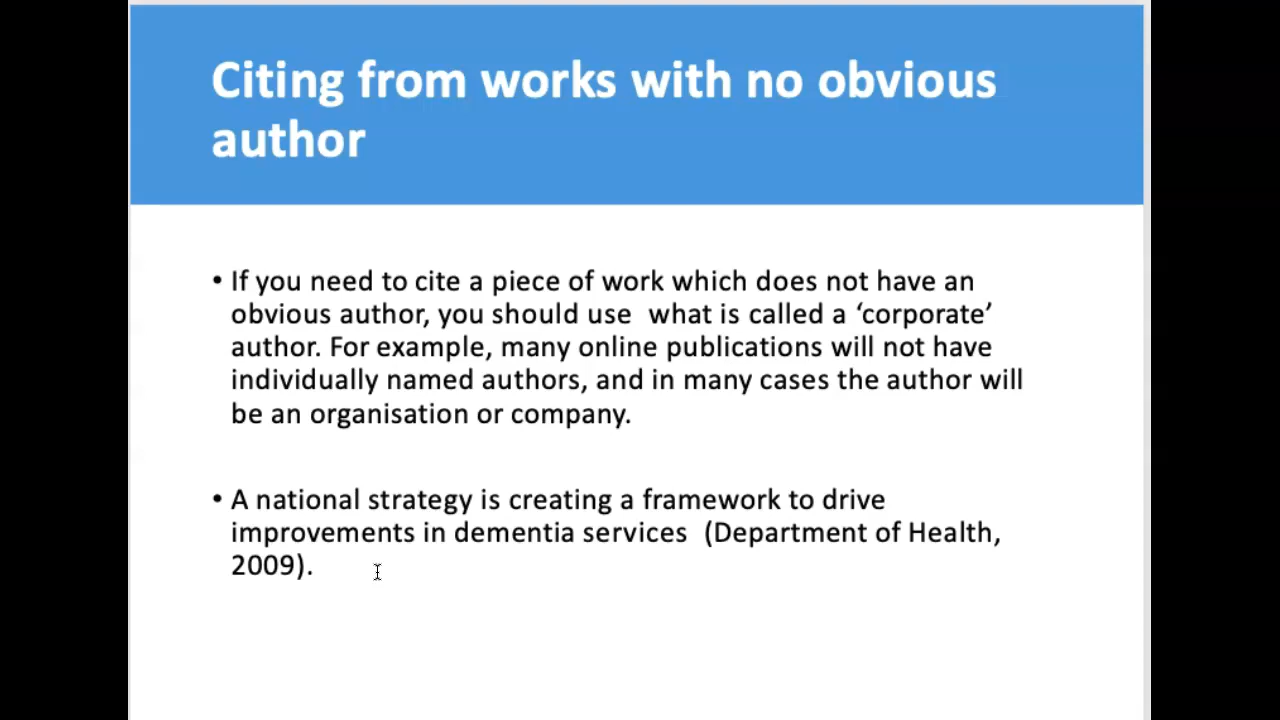 Citing from works with no obvious
author
• If you need to cite a piece of work which does not have an
obvious author, you should use  what is called a ‘corporate’
author. For example, many online publications will not have
individually named authors, and in many cases the author will
be an organisation or company.
• A national strategy is creating a framework to drive
improvements in dementia services  (Department of Health,
2009).